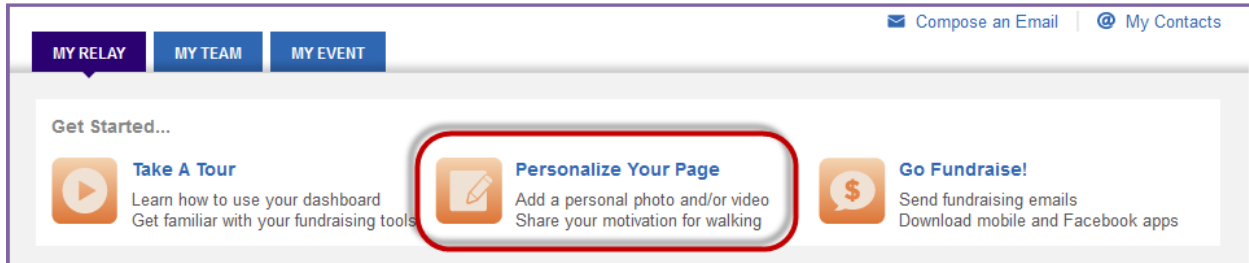 Compose an Email
@ My Contacts
MY RELAY
MY TEAM
MY EVENT
Get Started...
Take A Tour
Learn how to use your dashboard
Get familiar with your fundraising tools
Personalize Your Page
Add a personal photo and/or video
Share your motivation for walking
$
Go Fundraise!
Send fundraising emails
Download mobile and Facebook apps